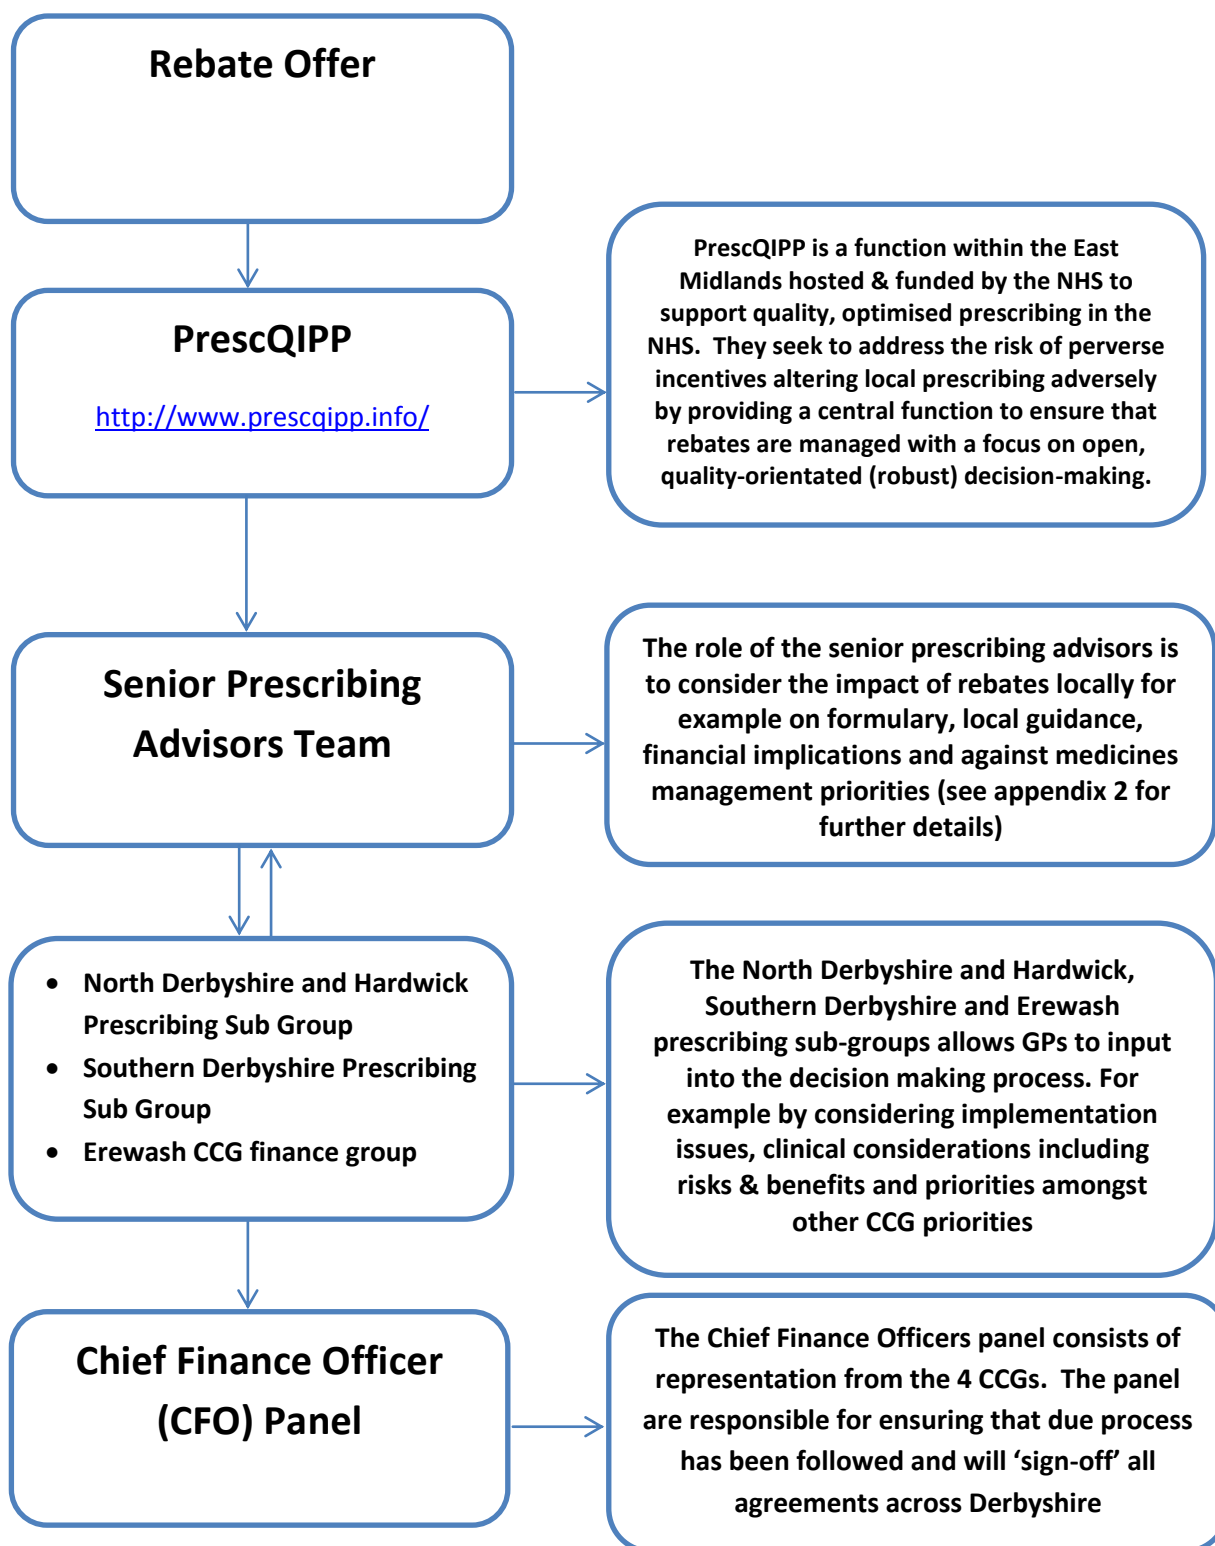 Rebate Offer
PrescQIPP
http://www.prescqipp.info/
PrescQIPP is a function within the East
Midlands hosted & funded by the NHS to
support quality, optimised prescribing in the
NHS.  They seek to address the risk of perverse
incentives altering local prescribing adversely
by providing a central function to ensure that
rebates are managed with a focus on open,
quality-orientated (robust) decision-making.
Senior Prescribing
Advisors Team
The role of the senior prescribing advisors is
to consider the impact of rebates locally for
example on formulary, local guidance,
financial implications and against medicines
management priorities (see appendix 2 for
further details)
• North Derbyshire and Hardwick
Prescribing Sub Group
• Southern Derbyshire Prescribing
Sub Group
• Erewash CCG finance group
The North Derbyshire and Hardwick,
Southern Derbyshire and Erewash
prescribing sub-groups allows GPs to input
into the decision making process. For
example by considering implementation
issues, clinical considerations including
risks & benefits and priorities amongst
other CCG priorities
Chief Finance Officer
(CFO) Panel
The Chief Finance Officers panel consists of
representation from the 4 CCGs.  The panel
are responsible for ensuring that due process
has been followed and will ‘sign-off’ all
agreements across Derbyshire